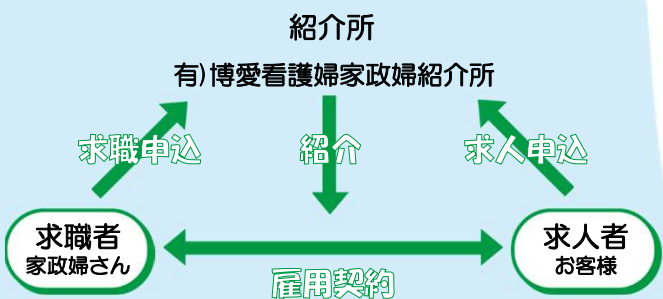 紹介所
有)博愛看護婦家政婦紹介所
求職申込
紹介
求人申込
求職者
家政婦さん
求人者
お客様
雇用契約